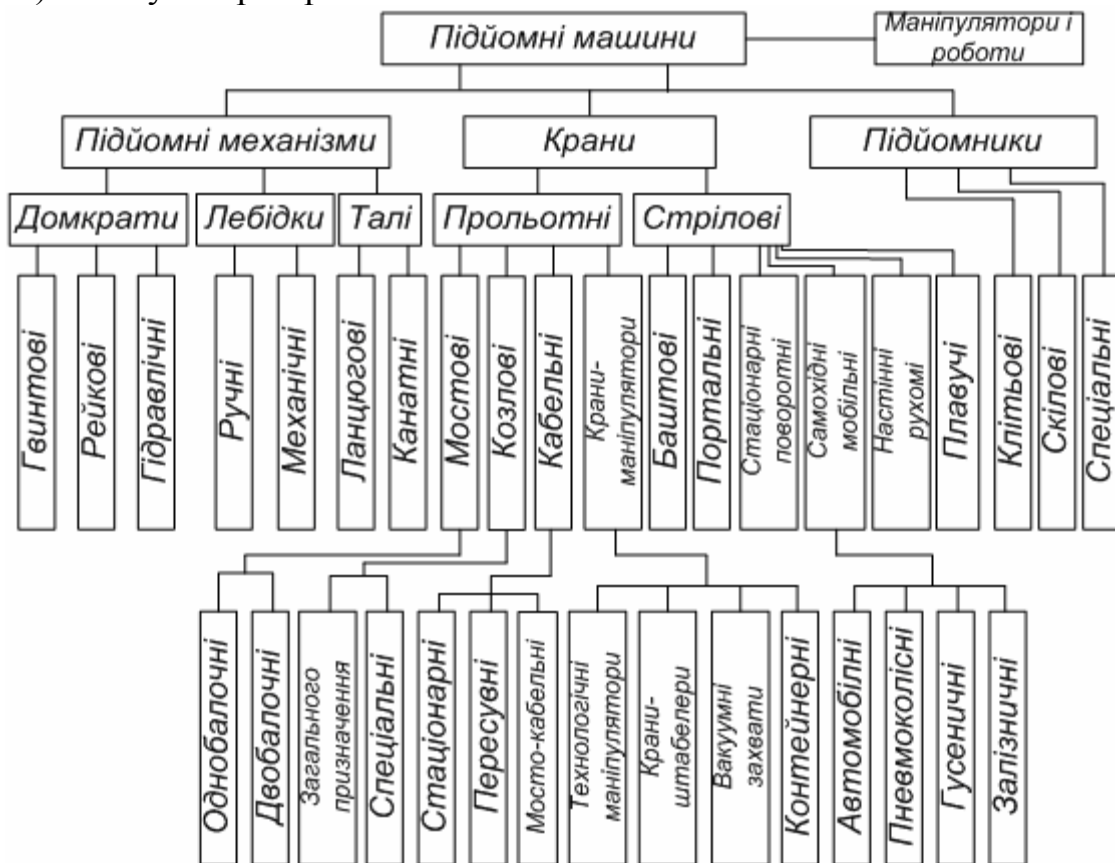 Підйомні машини
Маніпулятори і
роботи
Підйомні механізми
Крани
Підйомники
Домкрати
Лебідки
Талі
Прольотні
Стрілові
Гвинтові
Рейкові
Гідравлічні
Ручні
Механічні
Ланцюгові
Канатні
Мостові
Козлові
Кабельні
Крани-
маніпулятори
Баштові
Портальні
Стаціонарні
поворотні
Самохідні
мобільні
Настінні
рухомі
Плавучі
Клітьові
Скілові
Спеціальні
Однобалочні
Двобалочні
Загального
призначення
Спеціальні
Стаціонарні
Пересувні
Мосто-кабельні
Технологічні
маніпулятори
Крани-
штабелери
Вакуумні
захвати
Контейнерні
Автомобілні
Пневмоколісні
Гусеничні
Залізничні